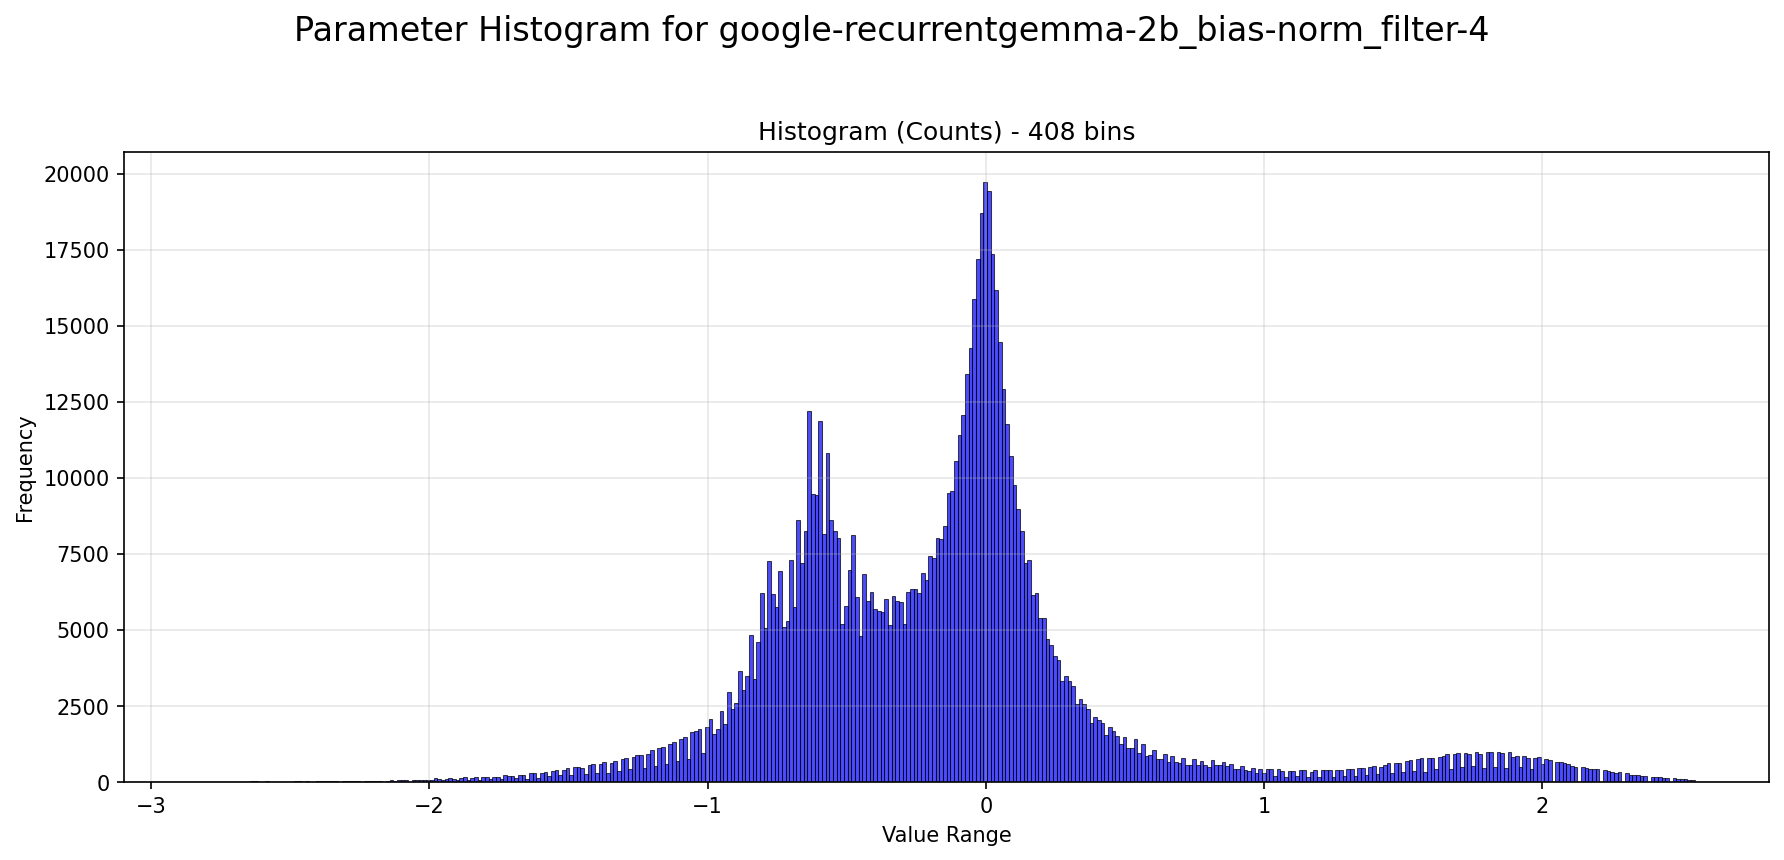 Parameter Histogram for google-recurrentgemma-2b_bias-norm_filter-4
Histogram (Counts) - 408 bins
20000
17500
15000
12500
10000
7500
5000
2500
0
Frequency
−3 −2 −1 0 1 2
Value Range